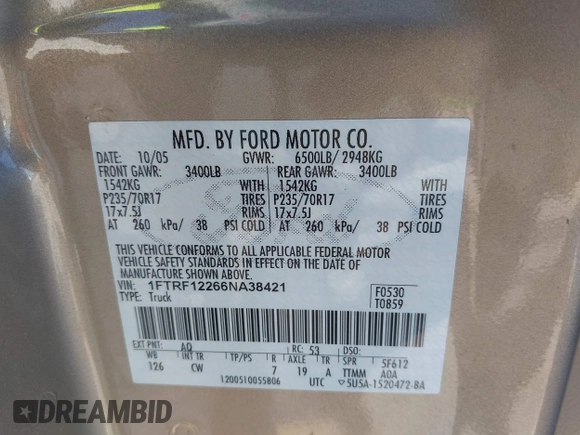 MFD. BY FORD MOTOR CO.
DATE: 10/05 GVWR: 6500LB/ 2948KG
FRONT GAWR: 3400LB REAR GAWR: 3400LB
1542KG WITH 1542KG WITH
P235/70R17 TIRES P235/70R17 TIRES
17x7.5J RIMS 17x7.5J RIMS
AT 260 kPa/ 38 PSI COLD AT 260 kPa/ 38 PSI COLD
THIS VEHICLE CONFORMS TO ALL APPLICABLE FEDERAL MOTOR
VEHICLE SAFETY STANDARDS IN EFFECT ON THE DATE OF
MANUFACTURE SHOWN ABOVE.
VIN: 1FTRF12266NA38421 F0530
TYPE: Truck T0859
EXT PNT: AQ RC: 53 DSO:
WB INT TR TP/PS R AXLE TR SPR 5F612
126 CW 7 19 A TTMM A0A
1200510055806 UTC 5U5A-1520472-BA
DREAMBID